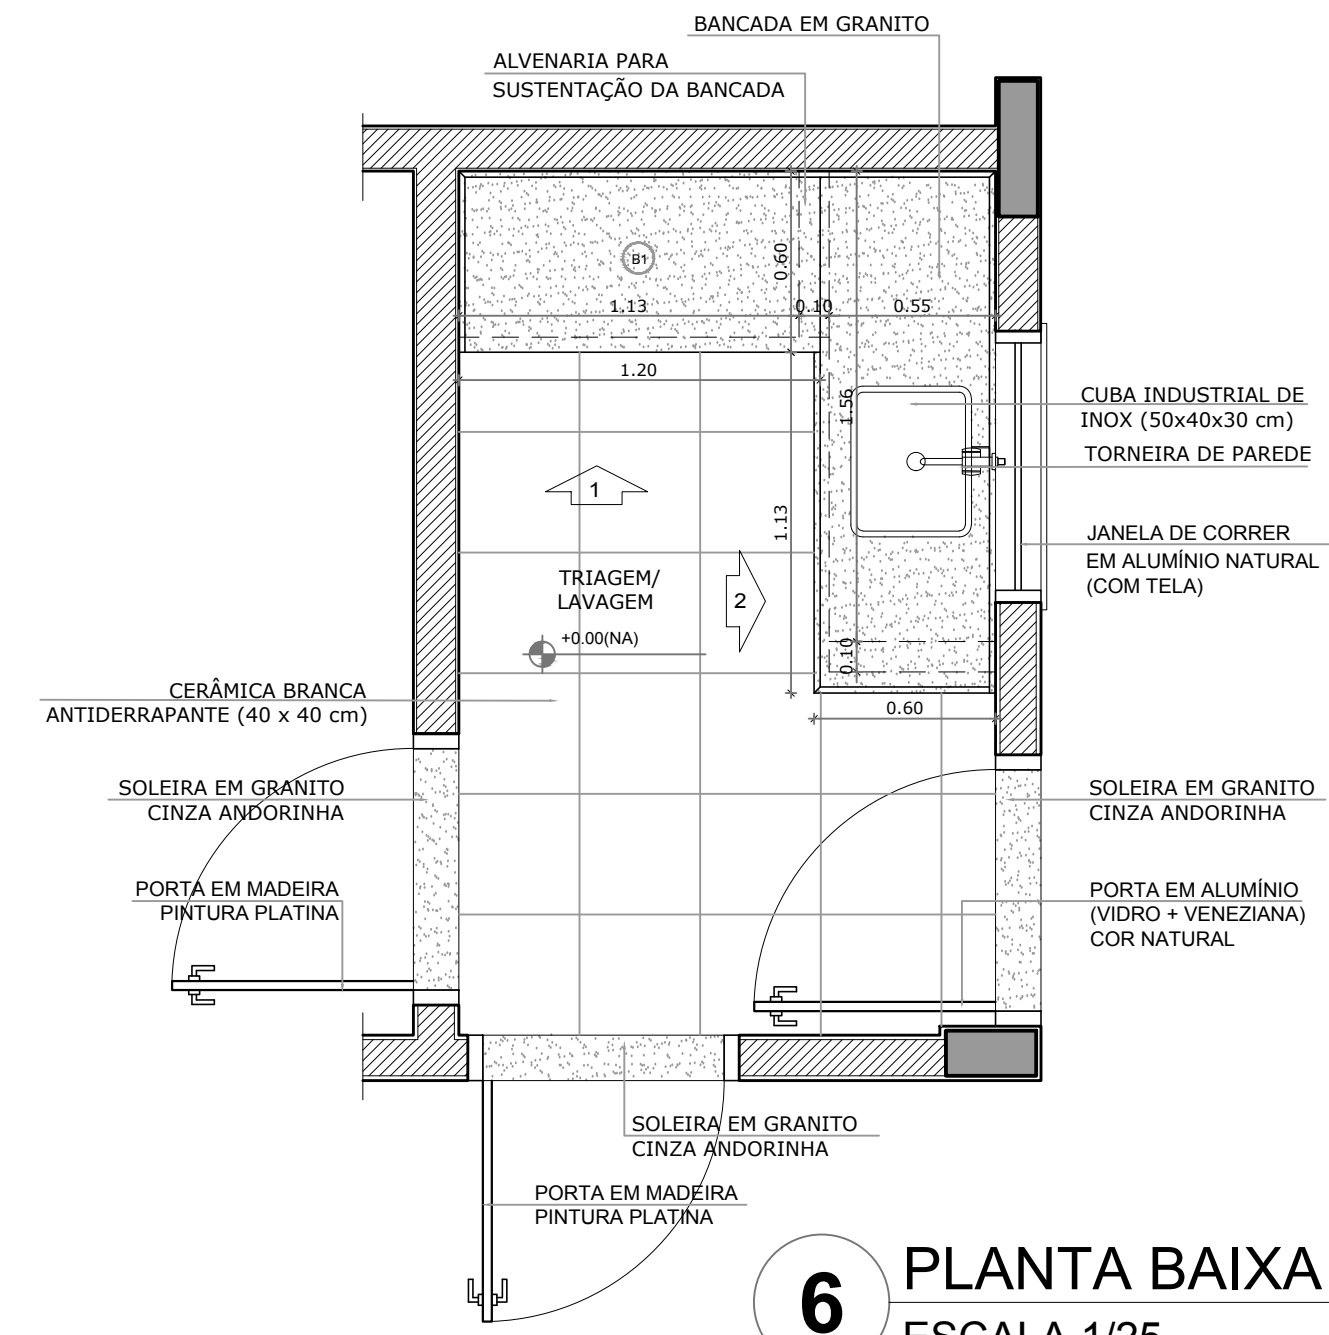 BANCADA EM GRANITO
ALVENARIA PARA
SUSTENTAÇÃO DA BANCADA
B1
0.60
1.13
0.10
0.55
1.20
1.56
CUBA INDUSTRIAL DE
INOX (50x40x30 cm)
TORNEIRA DE PAREDE
1
1.13
JANELA DE CORRER
EM ALUMÍNIO NATURAL
(COM TELA)
TRIAGEM/
LAVAGEM
2
+0.00(NA)
0.10
CERÂMICA BRANCA
ANTIDERRAPANTE (40 x 40 cm)
0.60
SOLEIRA EM GRANITO
CINZA ANDORINHA
SOLEIRA EM GRANITO
CINZA ANDORINHA
PORTA EM MADEIRA
PINTURA PLATINA
PORTA EM ALUMÍNIO
(VIDRO + VENEZIANA)
COR NATURAL
SOLEIRA EM GRANITO
CINZA ANDORINHA
PORTA EM MADEIRA
PINTURA PLATINA
6
PLANTA BAIXA
ESCALA 1/25